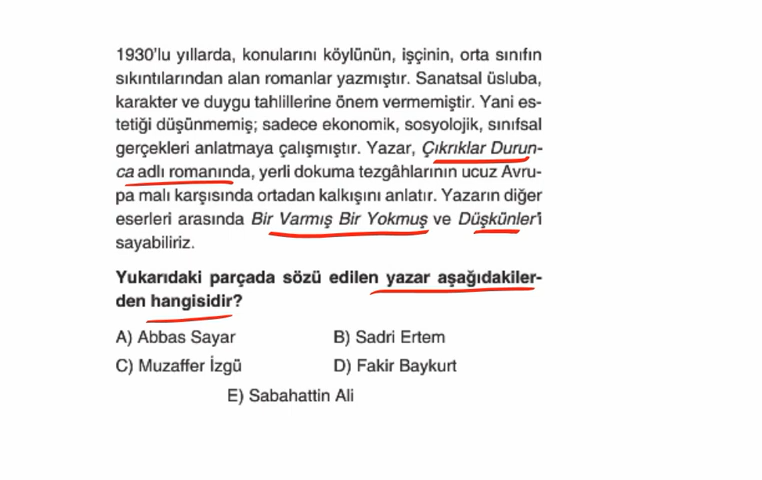 1930'lu yıllarda, konularını köylünün, işçinin, orta sınıfın
sıkıntılarından alan romanlar yazmıştır. Sanatsal üsluba,
karakter ve duygu tahlillerine önem vermemiştir. Yani es-
tetiği düşünmemiş; sadece ekonomik, sosyolojik, sınıfsal
gerçekleri anlatmaya çalışmıştır. Yazar, Çıkrıklar Durun-
ca adlı romanında, yerli dokuma tezgâhlarının ucuz Avru-
pa malı karşısında ortadan kalkışını anlatır. Yazarın diğer
eserleri arasında Bir Varmış Bir Yokmuş ve Düşkünler'i
sayabiliriz.
Yukarıdaki parçada sözü edilen yazar aşağıdakiler-
den hangisidir?
A) Abbas Sayar B) Sadri Ertem
C) Muzaffer İzgü D) Fakir Baykurt
E) Sabahattin Ali